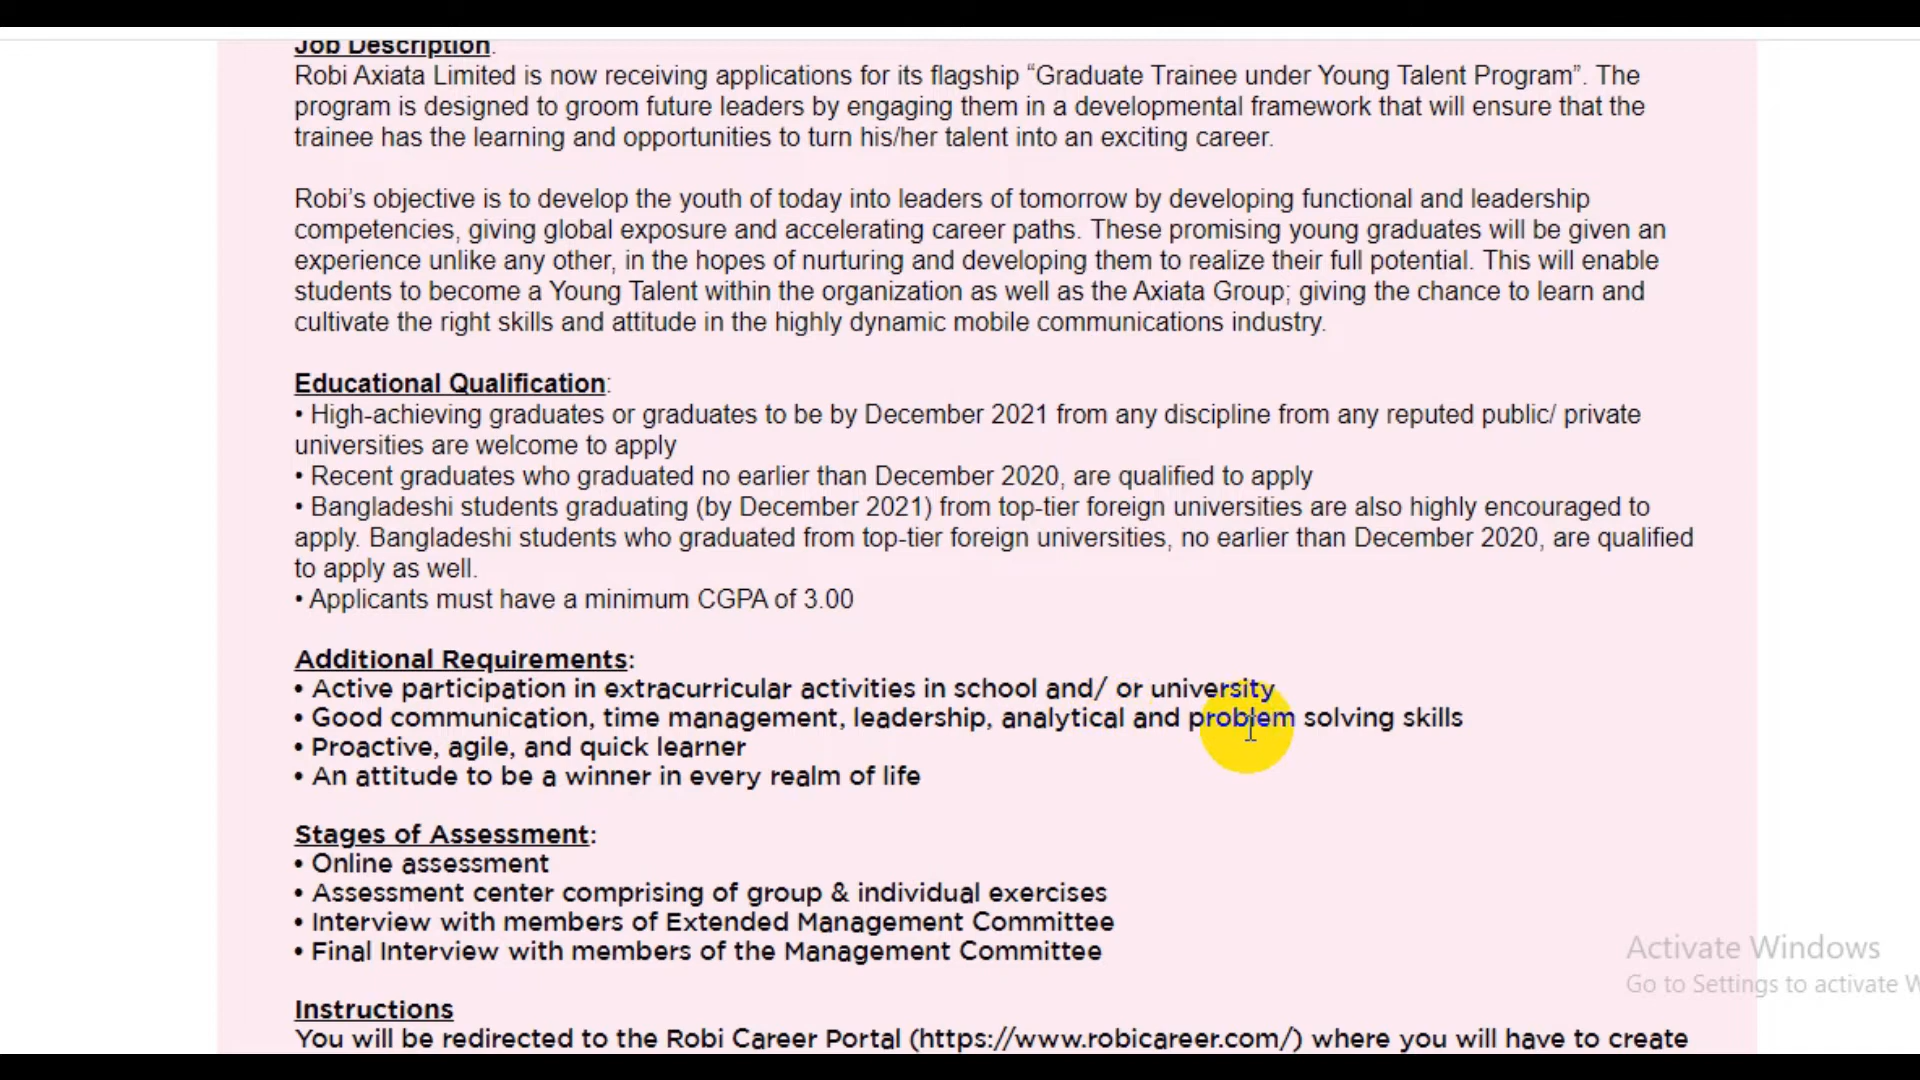 Job Description:
Robi Axiata Limited is now receiving applications for its flagship “Graduate Trainee under Young Talent Program”. The
program is designed to groom future leaders by engaging them in a developmental framework that will ensure that the
trainee has the learning and opportunities to turn his/her talent into an exciting career.
Robi’s objective is to develop the youth of today into leaders of tomorrow by developing functional and leadership
competencies, giving global exposure and accelerating career paths. These promising young graduates will be given an
experience unlike any other, in the hopes of nurturing and developing them to realize their full potential. This will enable
students to become a Young Talent within the organization as well as the Axiata Group; giving the chance to learn and
cultivate the right skills and attitude in the highly dynamic mobile communications industry.
Educational Qualification:
• High-achieving graduates or graduates to be by December 2021 from any discipline from any reputed public/ private
universities are welcome to apply
• Recent graduates who graduated no earlier than December 2020, are qualified to apply
• Bangladeshi students graduating (by December 2021) from top-tier foreign universities are also highly encouraged to
apply. Bangladeshi students who graduated from top-tier foreign universities, no earlier than December 2020, are qualified
to apply as well.
• Applicants must have a minimum CGPA of 3.00
Additional Requirements:
• Active participation in extracurricular activities in school and/ or university
• Good communication, time management, leadership, analytical and problem solving skills
• Proactive, agile, and quick learner
• An attitude to be a winner in every realm of life
Stages of Assessment:
• Online assessment
• Assessment center comprising of group & individual exercises
• Interview with members of Extended Management Committee
• Final Interview with members of the Management Committee
Instructions
You will be redirected to the Robi Career Portal (https://www.robicareer.com/) where you will have to create
Activate Windows
Go to Settings to activate W